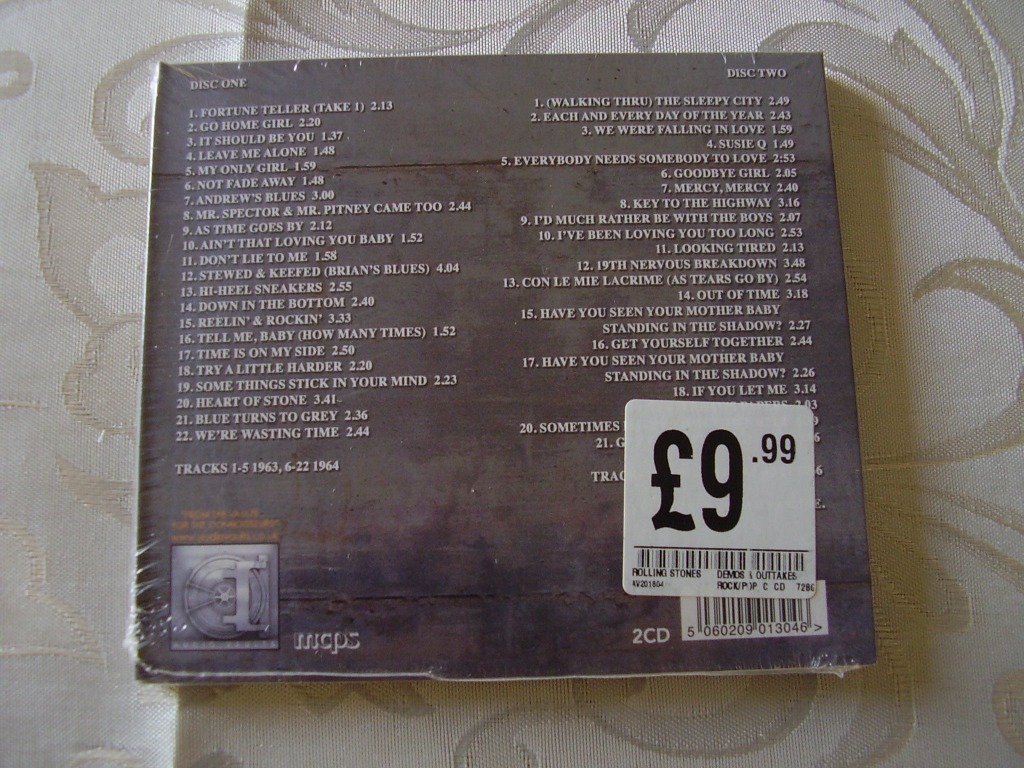 DISC ONE
1. FORTUNE TELLER (TAKE 1) 2.13
2. GO HOME GIRL 2.20
3. IT SHOULD BE YOU 1.37
4. LEAVE ME ALONE 1.48
5. MY ONLY GIRL 1.59
6. NOT FADE AWAY 1.48
7. ANDREW'S BLUES 3.00
8. MR. SPECTOR & MR. PITNEY CAME TOO 2.44
9. AS TIME GOES BY 2.12
10. AIN'T THAT LOVING YOU BABY 1.52
11. DON'T LIE TO ME 1.58
12. STEWED & KEEFED (BRIAN'S BLUES) 4.04
13. HI-HEEL SNEAKERS 2.55
14. DOWN IN THE BOTTOM 2.40
15. REELIN' & ROCKIN' 3.33
16. TELL ME, BABY (HOW MANY TIMES) 1.52
17. TIME IS ON MY SIDE 2.50
18. TRY A LITTLE HARDER 2.20
19. SOME THINGS STICK IN YOUR MIND 2.23
20. HEART OF STONE 3.41
21. BLUE TURNS TO GREY 2.36
22. WE'RE WASTING TIME 2.44
TRACKS 1-5 1963, 6-22 1964
FROM THE VAULTS
FOR THE CONNOISSEURS
mcps
DISC TWO
1. (WALKING THRU) THE SLEEPY CITY 2.49
2. EACH AND EVERY DAY OF THE YEAR 2.43
3. WE WERE FALLING IN LOVE 1.59
4. SUSIE Q 1.49
5. EVERYBODY NEEDS SOMEBODY TO LOVE 2:53
6. GOODBYE GIRL 2.05
7. MERCY, MERCY 2.40
8. KEY TO THE HIGHWAY 3.16
9. I'D MUCH RATHER BE WITH THE BOYS 2.07
10. I'VE BEEN LOVING YOU TOO LONG 2.53
11. LOOKING TIRED 2.13
12. 19TH NERVOUS BREAKDOWN 3.48
13. CON LE MIE LACRIME (AS TEARS GO BY) 2.54
14. OUT OF TIME 3.18
15. HAVE YOU SEEN YOUR MOTHER BABY
STANDING IN THE SHADOW? 2.27
16. GET YOURSELF TOGETHER 2.44
17. HAVE YOU SEEN YOUR MOTHER BABY
STANDING IN THE SHADOW? 2.26
18. IF YOU LET ME 3.14
20. SOMETIMES
21. G
TRAC
£9.99
ROLLING STONES DEMOS & OUTTAKES
AV201804 ROCK/POP C CD 7286
2CD
5 060209 013046 >